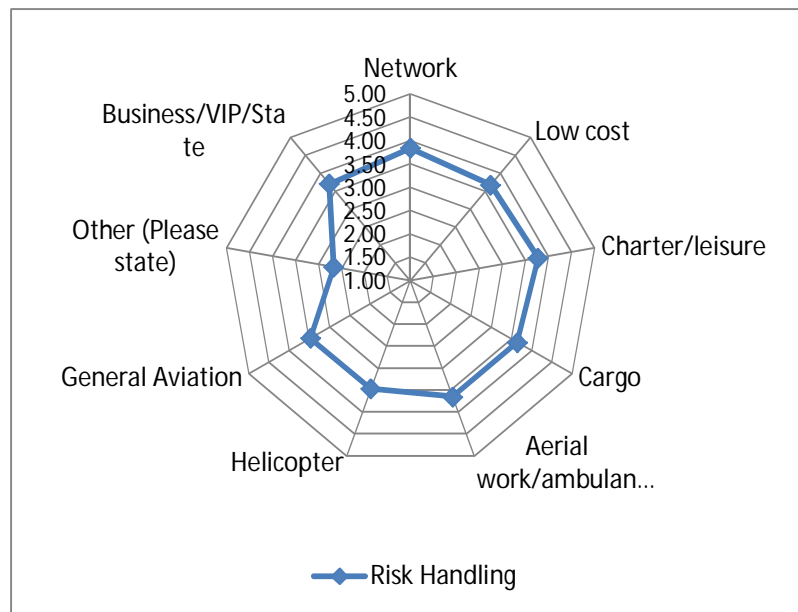 Network
5.00
4.50
4.00
3.50
3.00
2.50
2.00
1.50
1.00
Low cost
Charter/leisure
Cargo
Aerial
work/ambulan...
Helicopter
General Aviation
Other (Please
state)
Business/VIP/Sta
te
Risk Handling